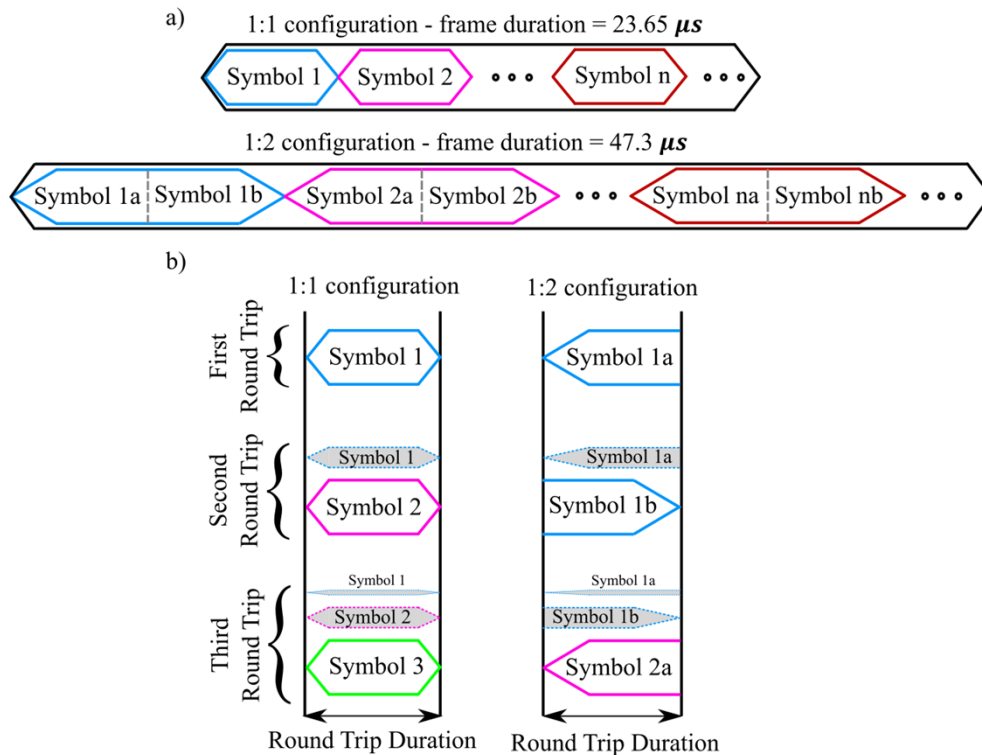 a)
1:1 configuration - frame duration = 23.65 μs
Symbol 1 Symbol 2 Symbol n
1:2 configuration - frame duration = 47.3 μs
Symbol 1a Symbol 1b Symbol 2a Symbol 2b Symbol na Symbol nb
b)
1:1 configuration 1:2 configuration
First
Round Trip
Symbol 1 Symbol 1a
Second
Round Trip
Symbol 1 Symbol 1a
Symbol 2 Symbol 1b
Third
Round Trip
Symbol 1 Symbol 1a
Symbol 2 Symbol 1b
Symbol 3 Symbol 2a
Round Trip Duration Round Trip Duration